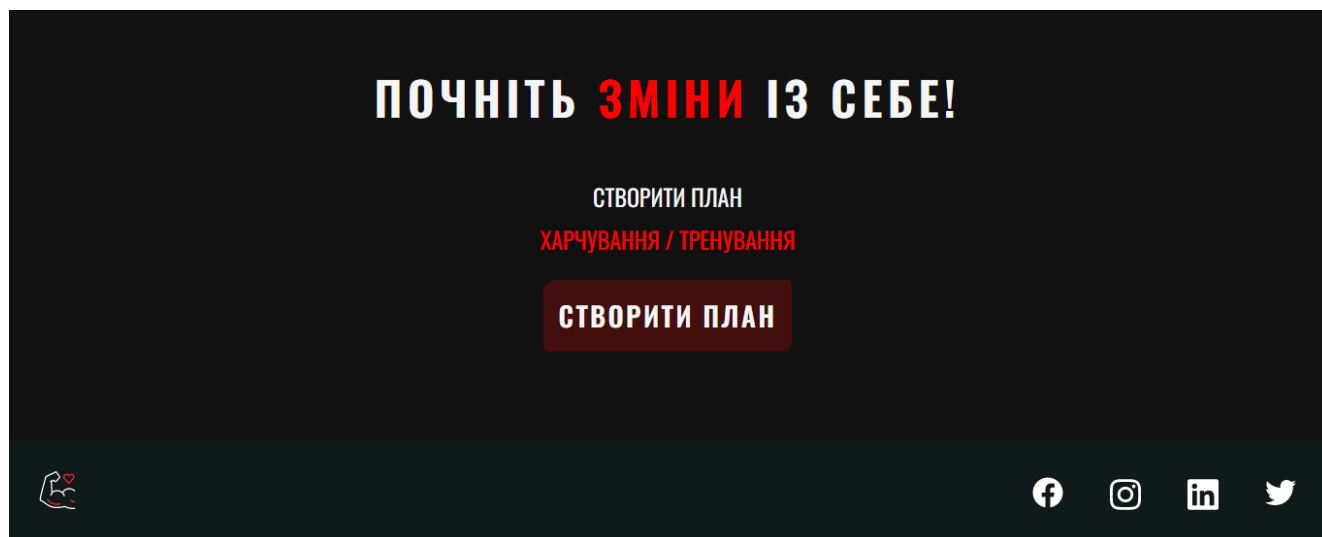 ПОЧНІТЬ ЗМІНИ ІЗ СЕБЕ!
СТВОРИТИ ПЛАН
ХАРЧУВАННЯ / ТРЕНУВАННЯ
СТВОРИТИ ПЛАН